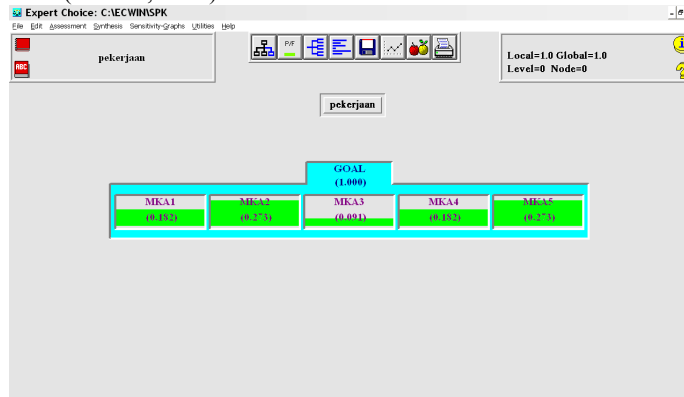 Expert Choice: C:\ECWIN\SPK
File Edit Assessment Synthesis Sensitivity-Graphs Utilities Help
pekerjaan
ABC
P/F
Local=1.0 Global=1.0
Level=0 Node=0
pekerjaan
GOAL
(1.000)
MKA1 MKA2 MKA3 MKA4 MKA5
(0.182) (0.273) (0.091) (0.182) (0.273)